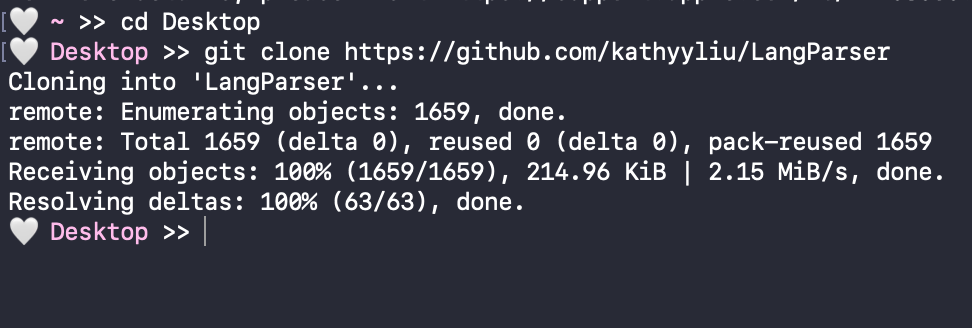 [🤍 ~ >> cd Desktop
[🤍 Desktop >> git clone https://github.com/kathyyliu/LangParser
Cloning into 'LangParser'...
remote: Enumerating objects: 1659, done.
remote: Total 1659 (delta 0), reused 0 (delta 0), pack-reused 1659
Receiving objects: 100% (1659/1659), 214.96 KiB | 2.15 MiB/s, done.
Resolving deltas: 100% (63/63), done.
🤍 Desktop >>